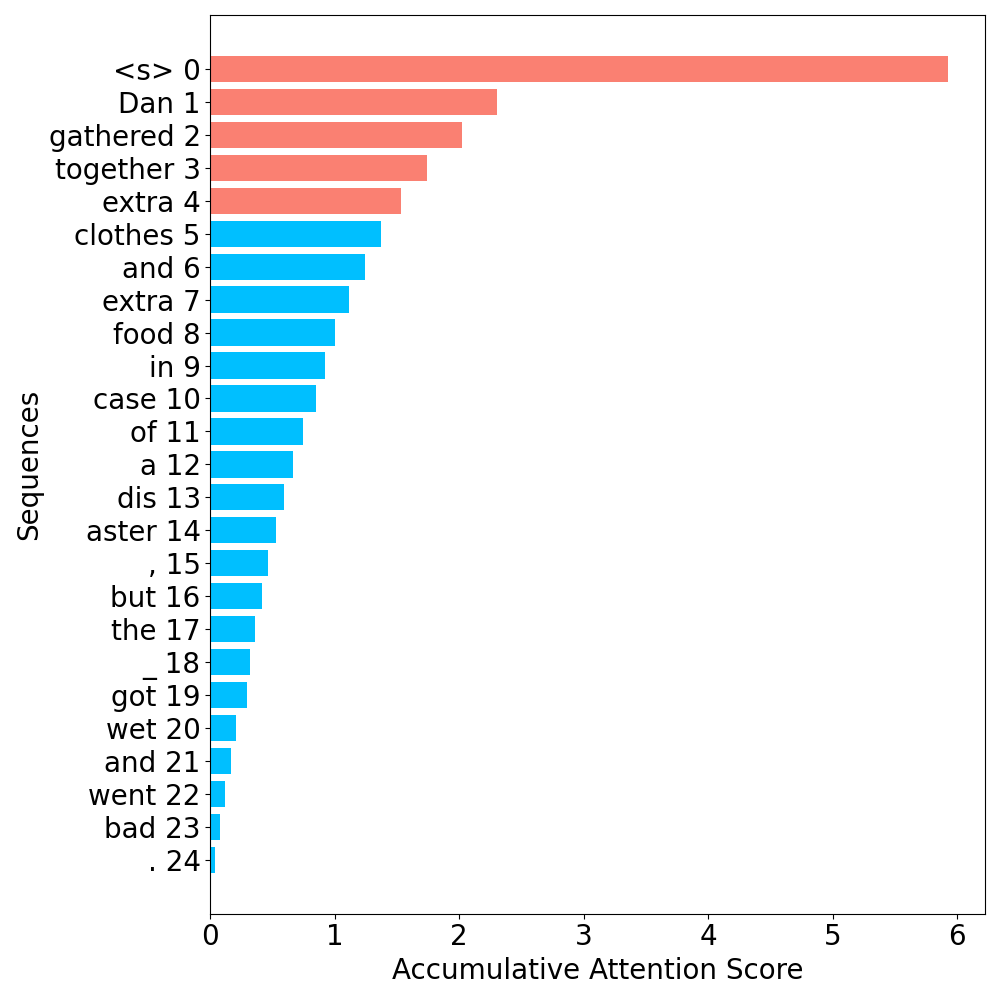 <s> 0
Dan 1
gathered 2
together 3
extra 4
clothes 5
and 6
extra 7
food 8
in 9
case 10
of 11
a 12
dis 13
aster 14
, 15
but 16
the 17
_ 18
got 19
wet 20
and 21
went 22
bad 23
. 24
Sequences
0 1 2 3 4 5 6
Accumulative Attention Score